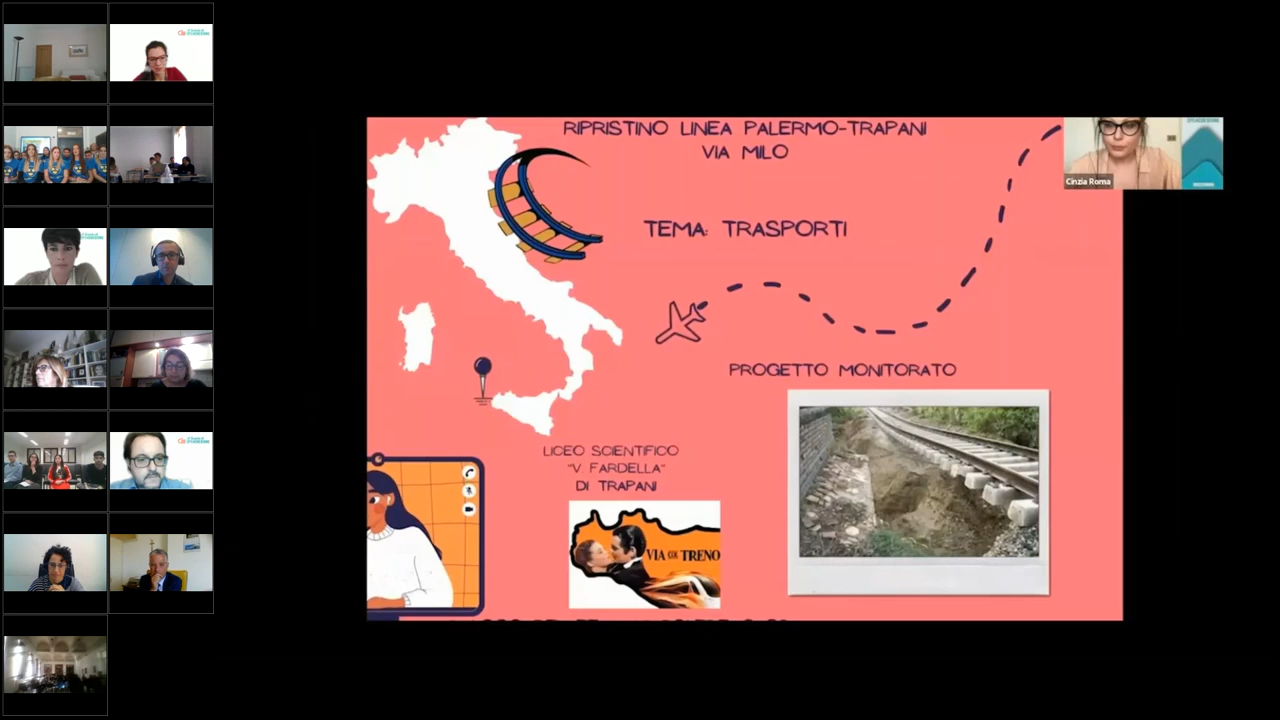 RIPRISTINO LINEA PALERMO-TRAPANI
VIA MILO
TEMA: TRASPORTI
PROGETTO MONITORATO
LICEO SCIENTIFICO
"V. FARDELLA"
DI TRAPANI
VIA COL TRENO
Cinzia Roma